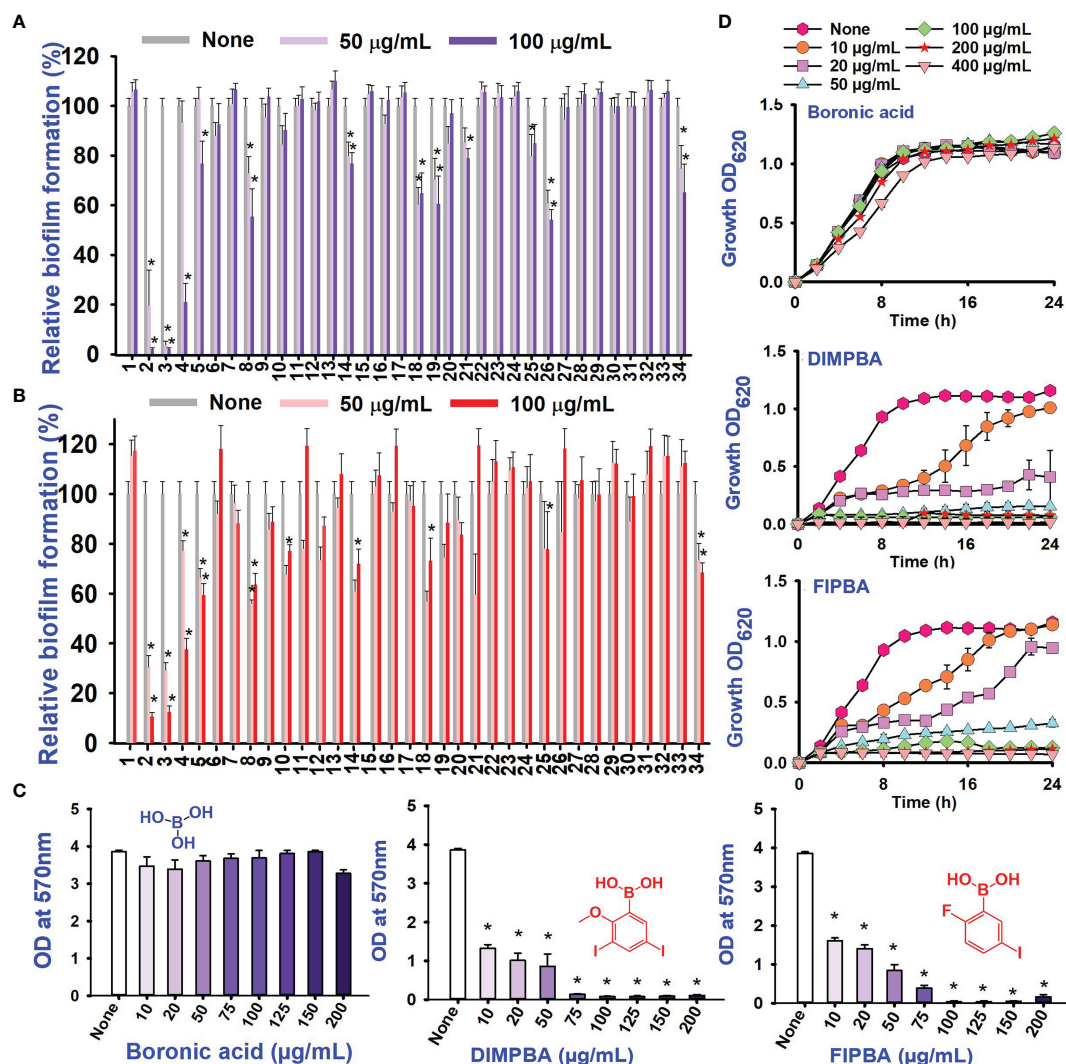 A
None 50 µg/mL 100 µg/mL
Relative biofilm formation (%)
120
100
80
60
40
20
0
1 2 3 4 5 6 7 8 9 10 11 12 13 14 15 16 17 18 19 20 21 22 23 24 25 26 27 28 29 30 31 32 33 34
* * * * * * * * * * * * * * * * * * * *
B
None 50 µg/mL 100 µg/mL
Relative biofilm formation (%)
120
100
80
60
40
20
0
1 2 3 4 5 6 7 8 9 10 11 12 13 14 15 16 17 18 19 20 21 22 23 24 25 26 27 28 29 30 31 32 33 34
* * * * * * * * * * * * * * * * *
C
OD at 570nm
5
4
3
2
1
0
HO OH
B
OH
None 10 20 50 75 100 125 150 200
Boronic acid (µg/mL)
OD at 570nm
5
4
3
2
1
0
HO OH
B
O
I I
* * * * * * * *
None 10 20 50 75 100 125 150 200
DIMPBA (µg/mL)
OD at 570nm
5
4
3
2
1
0
HO OH
B
F
I
* * * * * * * *
None 10 20 50 75 100 125 150 200
FIPBA (µg/mL)
D
None 100 µg/mL
10 µg/mL 200 µg/mL
20 µg/mL 400 µg/mL
50 µg/mL
Boronic acid
Growth OD620
1.5
1.0
0.5
0.0
0 8 16 24
Time (h)
DIMPBA
Growth OD620
1.5
1.0
0.5
0.0
0 8 16 24
Time (h)
FIPBA
Growth OD620
1.5
1.0
0.5
0.0
0 8 16 24
Time (h)